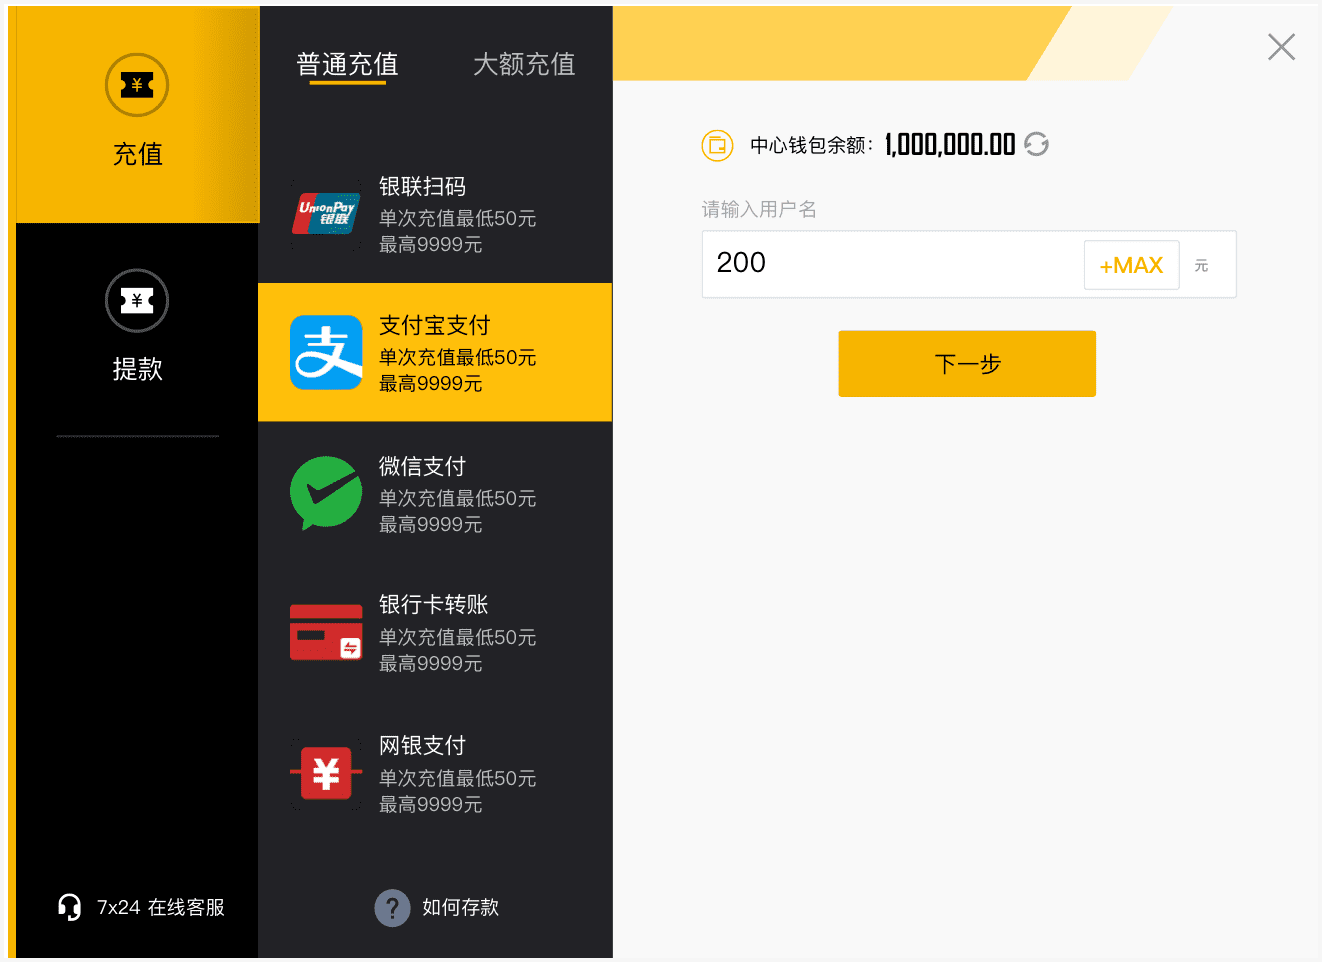 充值
提款
7x24 在线客服
普通充值
大额充值
UnionPay
银联
银联扫码
单次充值最低50元
最高9999元
支
支付宝支付
单次充值最低50元
最高9999元
微信支付
单次充值最低50元
最高9999元
银行卡转账
单次充值最低50元
最高9999元
¥
网银支付
单次充值最低50元
最高9999元
?
如何存款
中心钱包余额：1,000,000.00
请输入用户名
200
+MAX
元
下一步